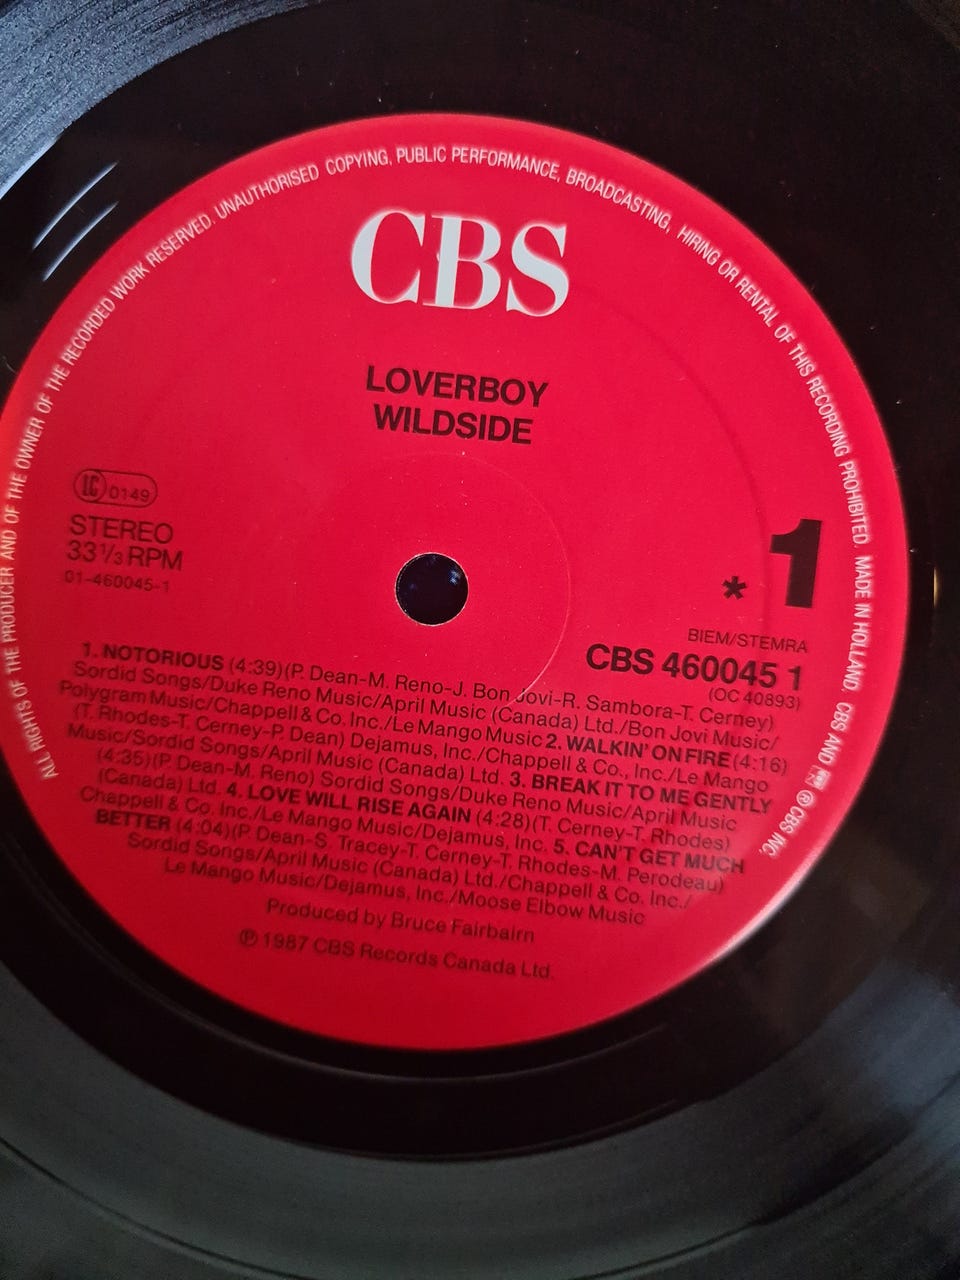 ALL RIGHTS OF THE PRODUCER AND OF THE OWNER OF THE RECORDED WORK RESERVED. UNAUTHORISED COPYING, PUBLIC PERFORMANCE, BROADCASTING, HIRING OR RENTAL OF THIS RECORDING PROHIBITED. MADE IN HOLLAND. CBS AND ® CBS INC.
CBS
LOVERBOY
WILDSIDE
LC 0149
STEREO
33⅓ RPM
01-460045-1
* 1
BIEM/STEMRA
CBS 460045 1
(OC 40893)
1. NOTORIOUS (4:39)(P. Dean-M. Reno-J. Bon Jovi-R. Sambora-T. Cerney)
Sordid Songs/Duke Reno Music/April Music (Canada) Ltd./Bon Jovi Music/
Polygram Music/Chappell & Co. Inc./Le Mango Music 2. WALKIN' ON FIRE (4:16)
(T. Rhodes-T. Cerney-P. Dean) Dejamus, Inc./Chappell & Co., Inc./Le Mango
Music/Sordid Songs/April Music (Canada) Ltd. 3. BREAK IT TO ME GENTLY
(4:35)(P. Dean-M. Reno) Sordid Songs/Duke Reno Music/April Music
(Canada) Ltd. 4. LOVE WILL RISE AGAIN (4:28)(T. Cerney-T. Rhodes)
Chappell & Co. Inc./Le Mango Music/Dejamus, Inc. 5. CAN'T GET MUCH
BETTER (4:04)(P. Dean-S. Tracey-T. Cerney-T. Rhodes-M. Perodeau)
Sordid Songs/April Music (Canada) Ltd./Chappell & Co. Inc./
Le Mango Music/Dejamus, Inc./Moose Elbow Music
Produced by Bruce Fairbairn
℗ 1987 CBS Records Canada Ltd.